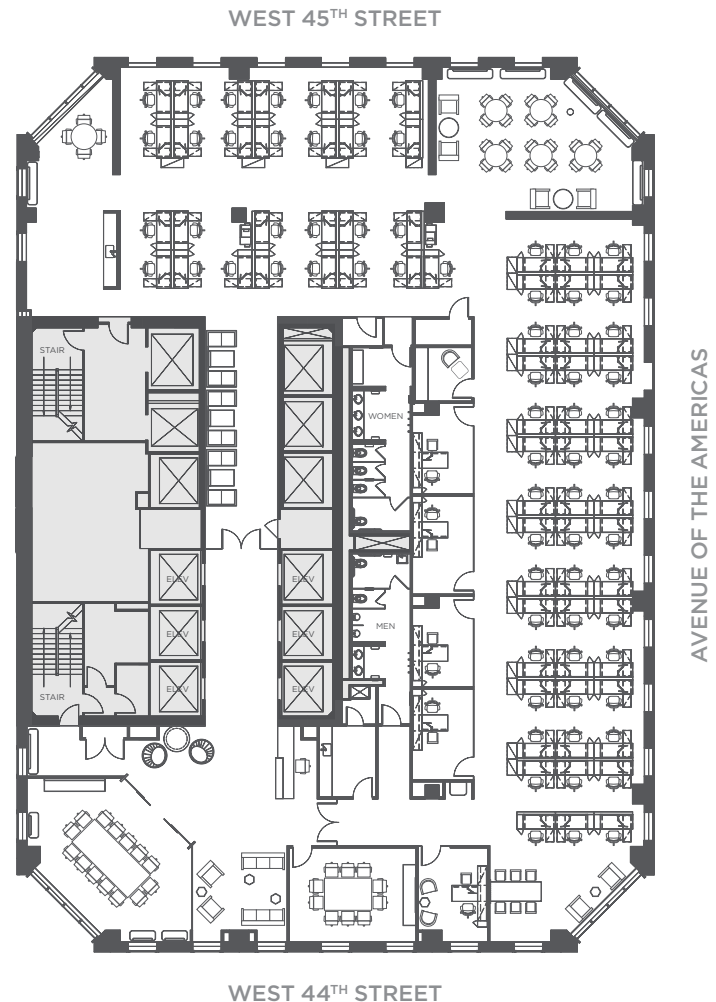 WEST 45TH STREET
STAIR
WOMEN
AVENUE OF THE AMERICAS
ELEV
ELEV
MEN
ELEV
ELEV
STAIR
ELEV
ELEV
WEST 44TH STREET